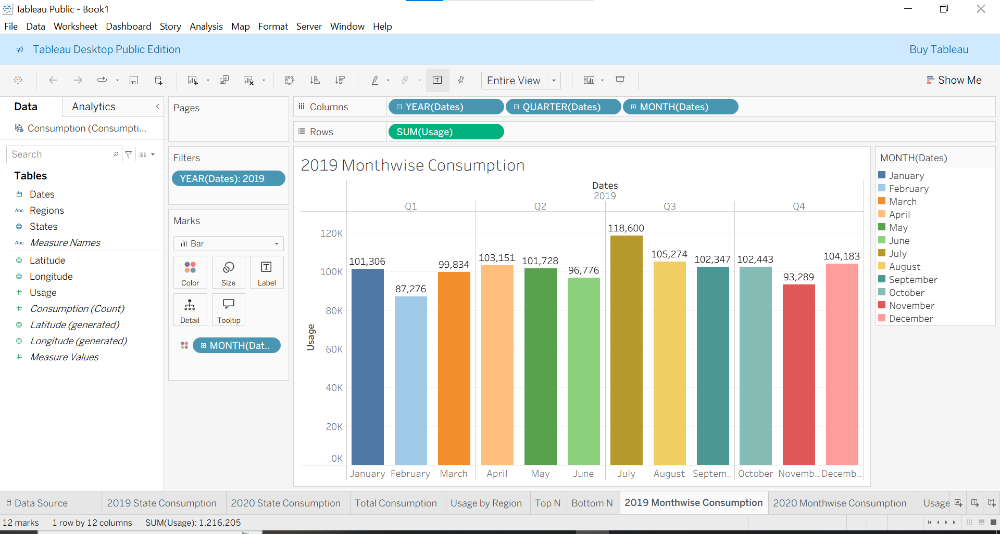 Tableau Public - Book1
File Data Worksheet Dashboard Story Analysis Map Format Server Window Help
Tableau Desktop Public Edition
Buy Tableau
Entire View
Show Me
Data
Analytics
Consumption (Consumpti...
Search
Tables
Dates
Abc Regions
States
Abc Measure Names
Latitude
Longitude
# Usage
# Consumption (Count)
Latitude (generated)
Longitude (generated)
# Measure Values
Pages
Filters
YEAR(Dates): 2019
Marks
Bar
Color
Size
Label
Detail
Tooltip
MONTH(Dat..
Columns
YEAR(Dates)
QUARTER(Dates)
MONTH(Dates)
Rows
SUM(Usage)
2019 Monthwise Consumption
Dates
2019
Q1 Q2 Q3 Q4
Usage
120K
100K
80K
60K
40K
20K
0K
101,306
87,276
99,834
103,151
101,728
96,776
118,600
105,274
102,347
102,443
93,289
104,183
January February March April May June July August Septem.. October Novemb.. Decemb..
MONTH(Dates)
January
February
March
April
May
June
July
August
September
October
November
December
Data Source
2019 State Consumption
2020 State Consumption
Total Consumption
Usage by Region
Top N
Bottom N
2019 Monthwise Consumption
2020 Monthwise Consumption
Usage
12 marks
1 row by 12 columns
SUM(Usage): 1,216,205